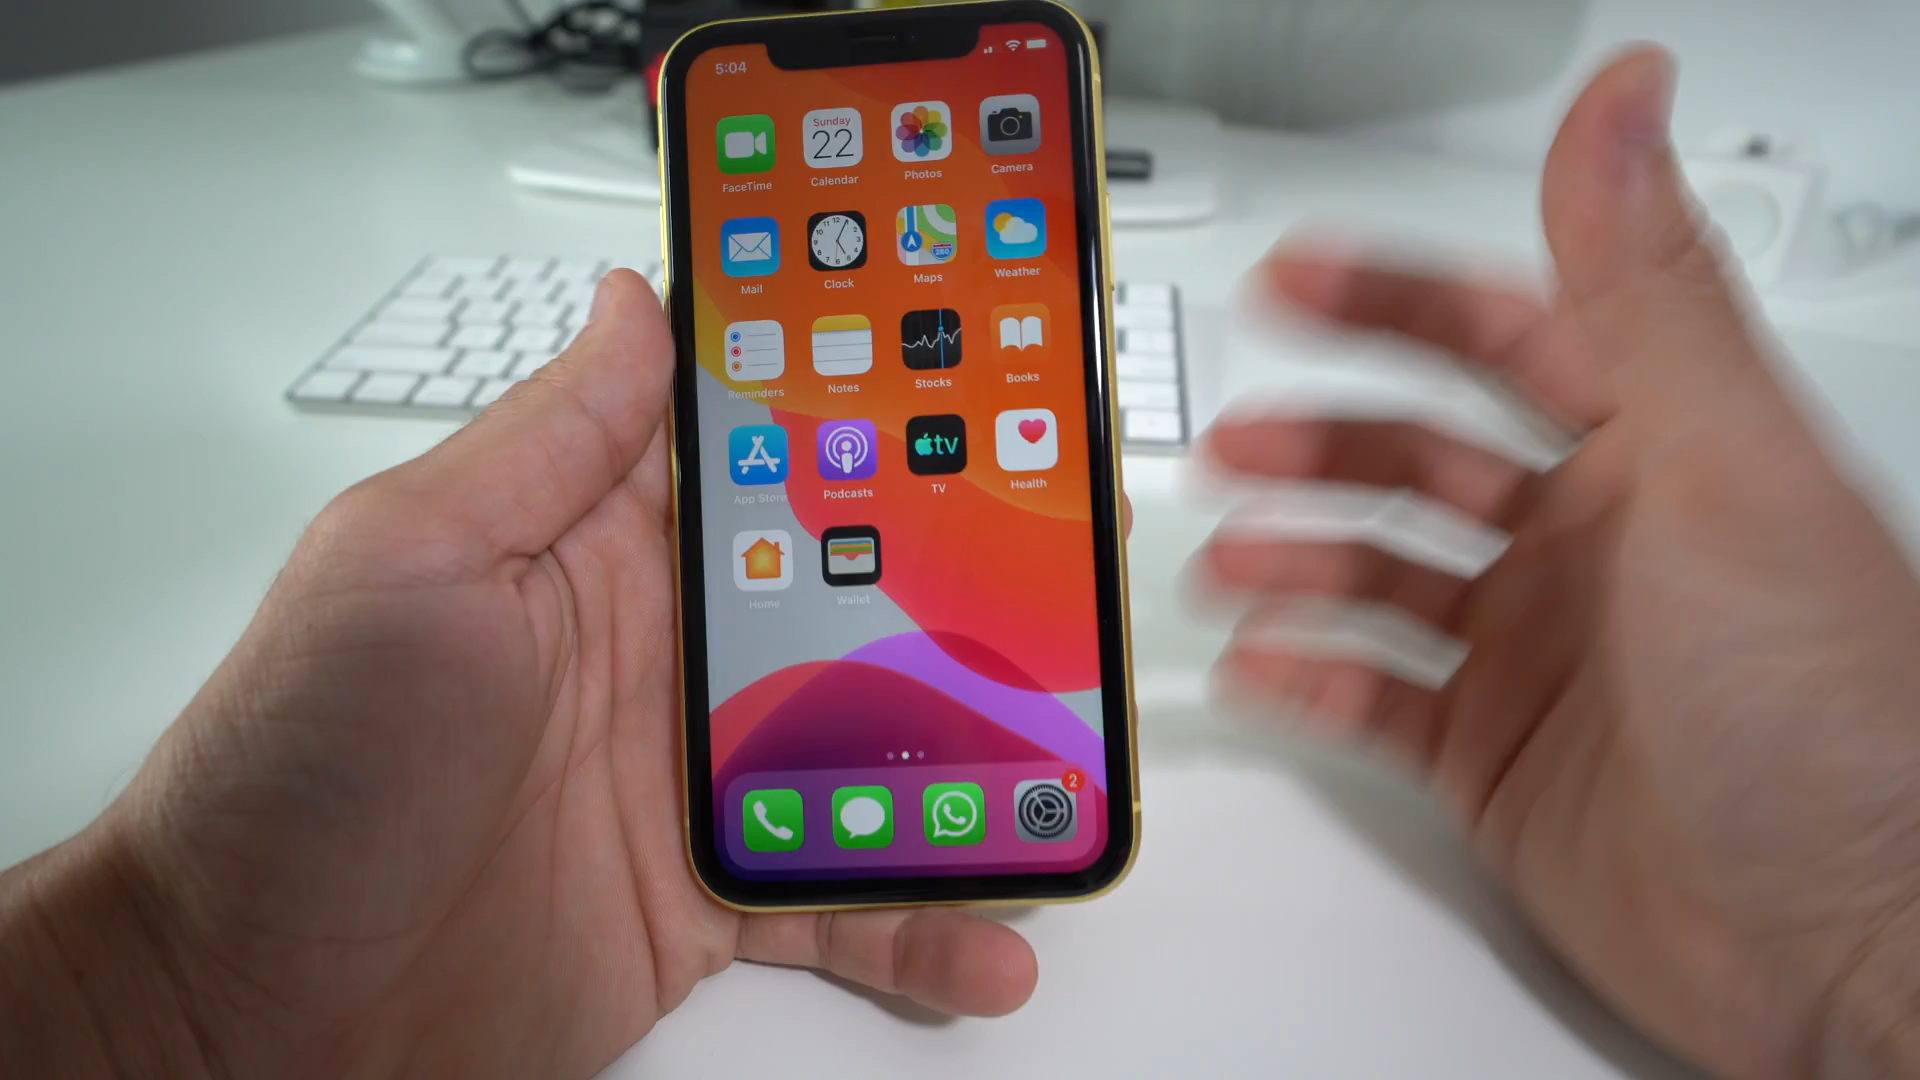 5:04
Sunday
22
FaceTime
Calendar
Photos
Camera
280
Mail
Clock
Maps
Weather
Reminders
Notes
Stocks
Books
tv
App Store
Podcasts
TV
Health
Home
Wallet
2